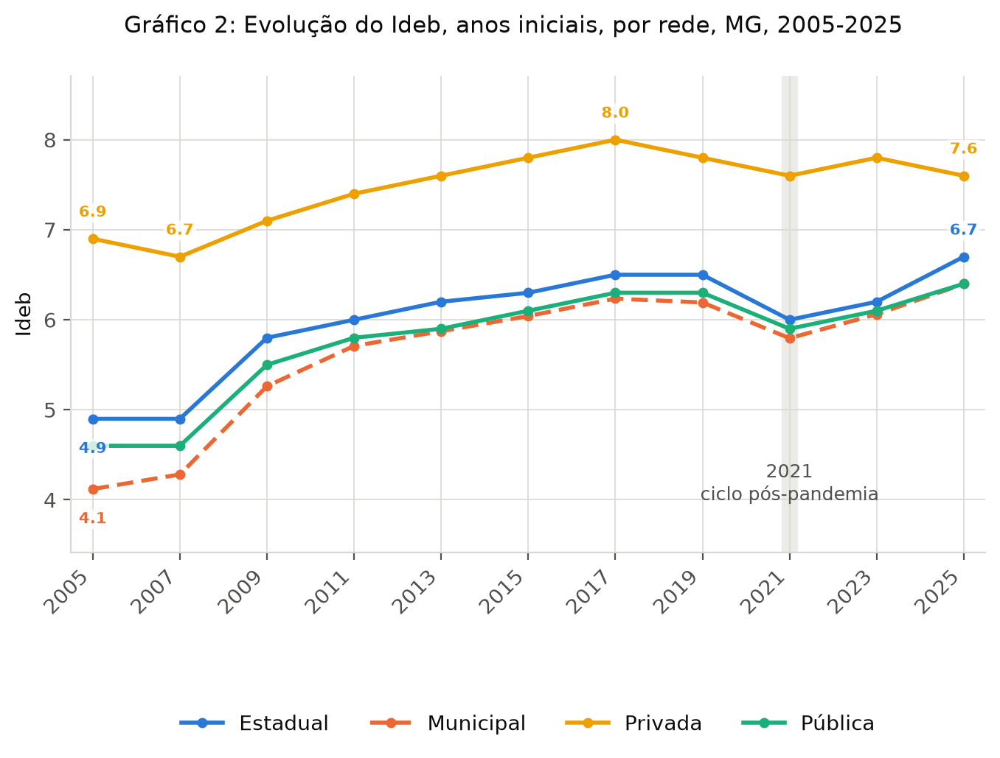 Gráfico 2: Evolução do Ideb, anos iniciais, por rede, MG, 2005-2025
8.0
8
7.6
6.9
6.7
7
6.7
6
Ideb
5
4.9
2021
ciclo pós-pandemia
4
4.1
2005 2007 2009 2011 2013 2015 2017 2019 2021 2023 2025
Estadual Municipal Privada Pública